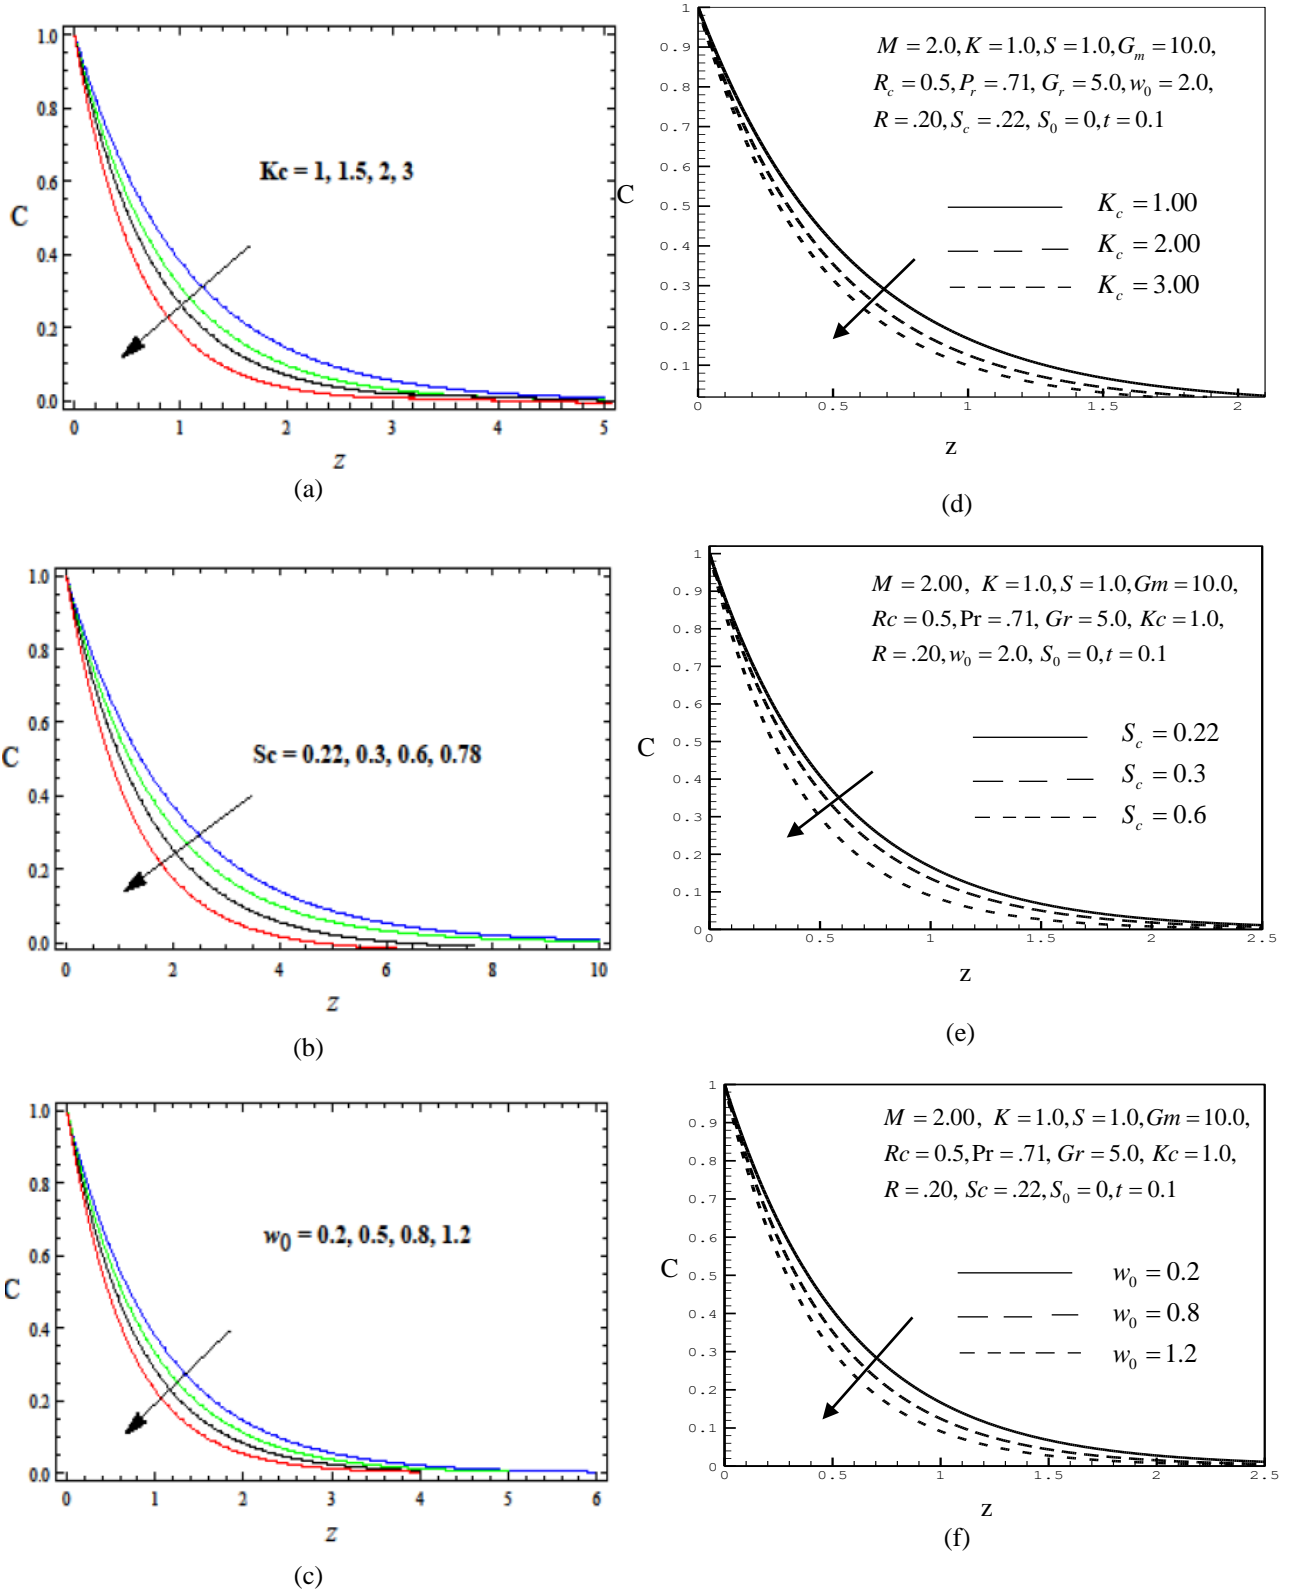 1.0
0.8
0.6
0.4
0.2
0.0
C
Kc = 1, 1.5, 2, 3
0 1 2 3 4 5
z
(a)
1
0.9
0.8
0.7
0.6
0.5
0.4
0.3
0.2
0.1
C
M = 2.0, K = 1.0, S = 1.0, G_m = 10.0,
R_c = 0.5, P_r = .71, G_r = 5.0, w_0 = 2.0,
R = .20, S_c = .22, S_0 = 0, t = 0.1
K_c = 1.00
K_c = 2.00
K_c = 3.00
0 0.5 1 1.5 2
z
(d)
1.0
0.8
0.6
0.4
0.2
0.0
C
Sc = 0.22, 0.3, 0.6, 0.78
0 2 4 6 8 10
z
(b)
1
0.9
0.8
0.7
0.6
0.5
0.4
0.3
0.2
0.1
0
C
M = 2.00, K = 1.0, S = 1.0, Gm = 10.0,
Rc = 0.5, Pr = .71, Gr = 5.0, Kc = 1.0,
R = .20, w_0 = 2.0, S_0 = 0, t = 0.1
S_c = 0.22
S_c = 0.3
S_c = 0.6
0 0.5 1 1.5 2 2.5
z
(e)
1.0
0.8
0.6
0.4
0.2
0.0
C
w_0 = 0.2, 0.5, 0.8, 1.2
0 1 2 3 4 5 6
z
(c)
1
0.9
0.8
0.7
0.6
0.5
0.4
0.3
0.2
0.1
0
C
M = 2.00, K = 1.0, S = 1.0, Gm = 10.0,
Rc = 0.5, Pr = .71, Gr = 5.0, Kc = 1.0,
R = .20, Sc = .22, S_0 = 0, t = 0.1
w_0 = 0.2
w_0 = 0.8
w_0 = 1.2
0 0.5 1 1.5 2 2.5
z
(f)